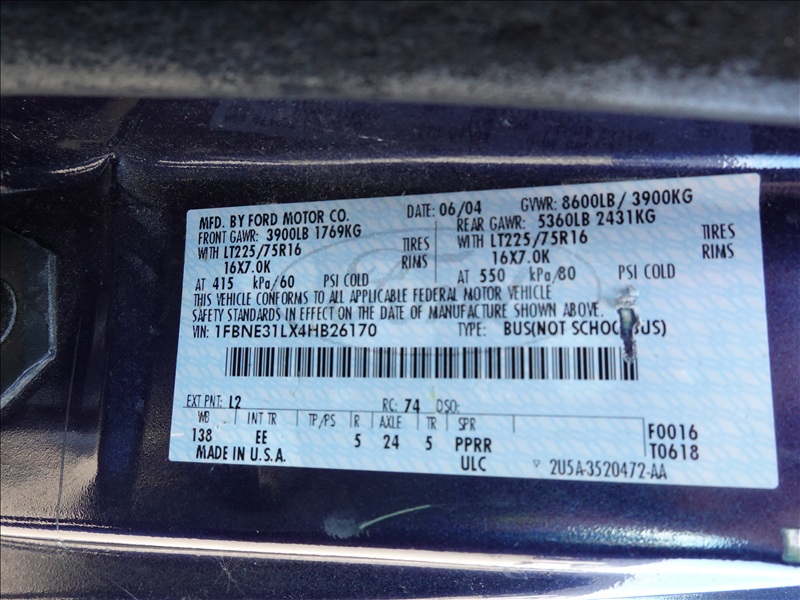 MFD. BY FORD MOTOR CO. DATE: 06/04 GVWR: 8600LB/ 3900KG
FRONT GAWR: 3900LB 1769KG REAR GAWR: 5360LB 2431KG
WITH LT225/75R16 TIRES WITH LT225/75R16 TIRES
16X7.0K RIMS 16X7.0K RIMS
AT 415 kPa/60 PSI COLD AT 550 kPa/80 PSI COLD
THIS VEHICLE CONFORMS TO ALL APPLICABLE FEDERAL MOTOR VEHICLE
SAFETY STANDARDS IN EFFECT ON THE DATE OF MANUFACTURE SHOWN ABOVE.
VIN: 1FBNE31LX4HB26170 TYPE: BUS(NOT SCHOOL BUS)
EXT PNT: L2 RC: 74 DSO:
WB INT TR TP/PS R AXLE TR SPR
138 EE 5 24 5 PPRR F0016
MADE IN U.S.A. ULC T0618
2U5A-3520472-AA